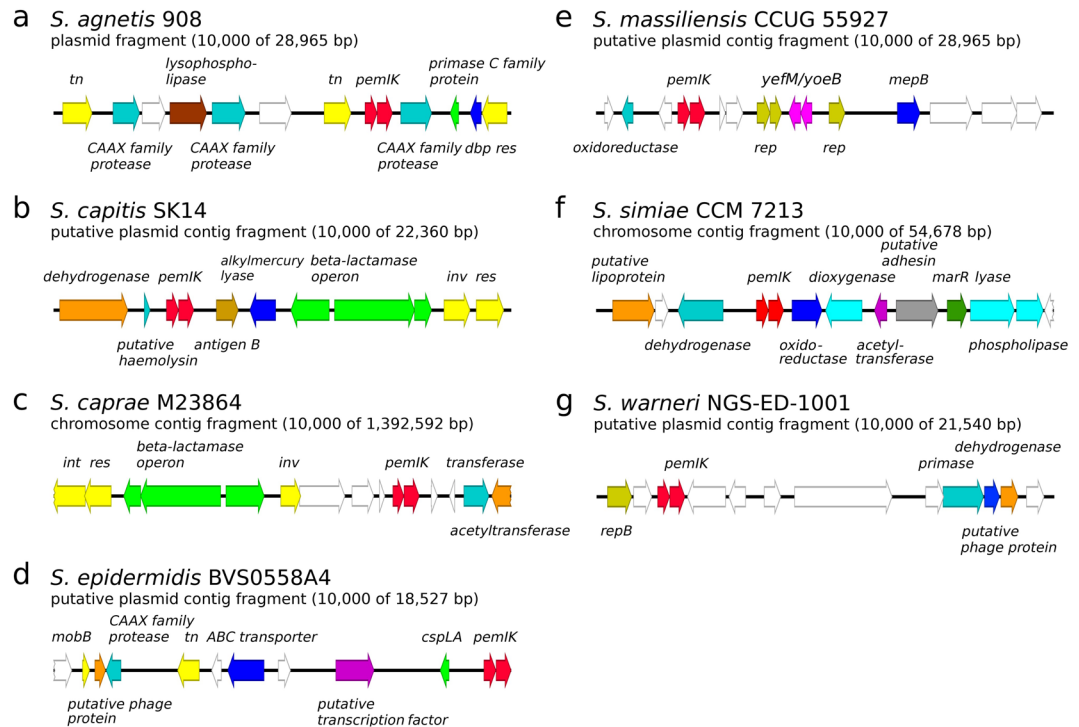 a S. agnetis 908
plasmid fragment (10,000 of 28,965 bp)
lysophospho-
lipase
primase C family
protein
tn
tn
pemIK
CAAX family
protease
CAAX family
protease
CAAX family
protease
dbp res
b S. capitis SK14
putative plasmid contig fragment (10,000 of 22,360 bp)
dehydrogenase
pemIK
alkylmercury
lyase
beta-lactamase
operon
inv
res
putative
haemolysin
antigen B
c S. caprae M23864
chromosome contig fragment (10,000 of 1,392,592 bp)
int
res
beta-lactamase
operon
inv
pemIK
transferase
acetyltransferase
d S. epidermidis BVS0558A4
putative plasmid contig fragment (10,000 of 18,527 bp)
mobB
CAAX family
protease
tn
ABC transporter
cspLA
pemIK
putative phage
protein
putative
transcription factor
e S. massiliensis CCUG 55927
putative plasmid contig fragment (10,000 of 28,965 bp)
pemIK
yefM/yoeB
mepB
oxidoreductase
rep
rep
f S. simiae CCM 7213
chromosome contig fragment (10,000 of 54,678 bp)
putative
lipoprotein
pemIK
dioxygenase
putative
adhesin
marR
lyase
dehydrogenase
oxido-
reductase
acetyl-
transferase
phospholipase
g S. warneri NGS-ED-1001
putative plasmid contig fragment (10,000 of 21,540 bp)
pemIK
primase
dehydrogenase
repB
putative
phage protein